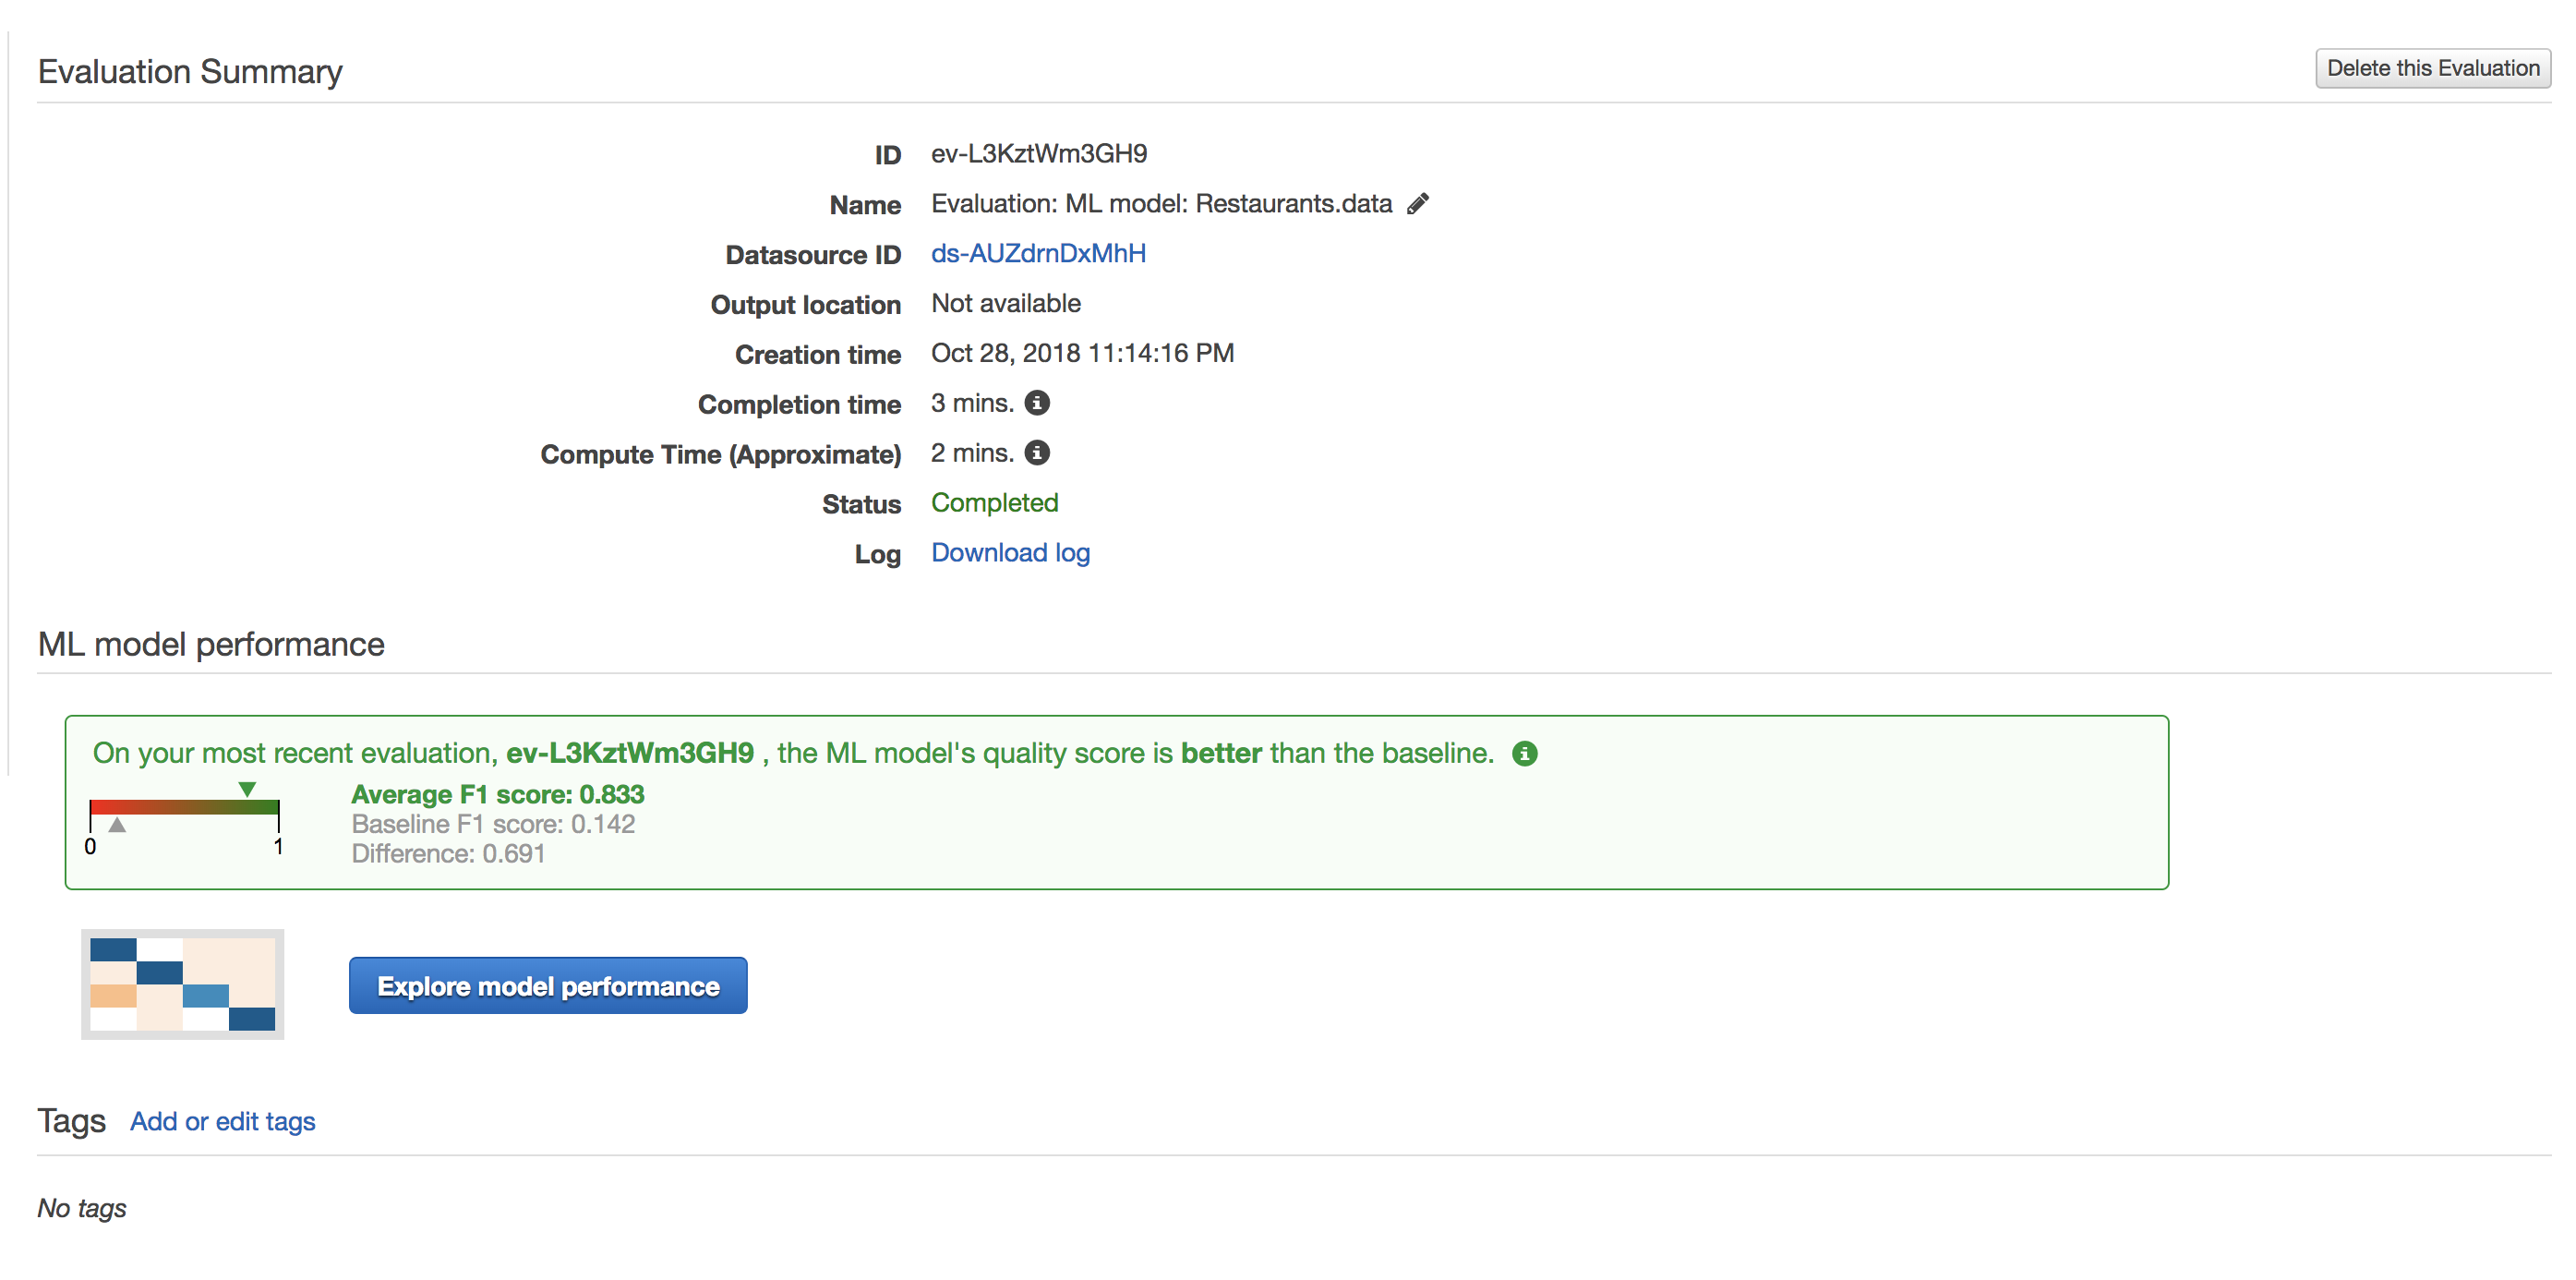 Evaluation Summary
Delete this Evaluation
ID ev-L3KztWm3GH9
Name Evaluation: ML model: Restaurants.data
Datasource ID ds-AUZdrnDxMhH
Output location Not available
Creation time Oct 28, 2018 11:14:16 PM
Completion time 3 mins.
Compute Time (Approximate) 2 mins.
Status Completed
Log Download log
ML model performance
On your most recent evaluation, ev-L3KztWm3GH9 , the ML model's quality score is better than the baseline.
Average F1 score: 0.833
Baseline F1 score: 0.142
Difference: 0.691
0 1
Explore model performance
Tags Add or edit tags
No tags